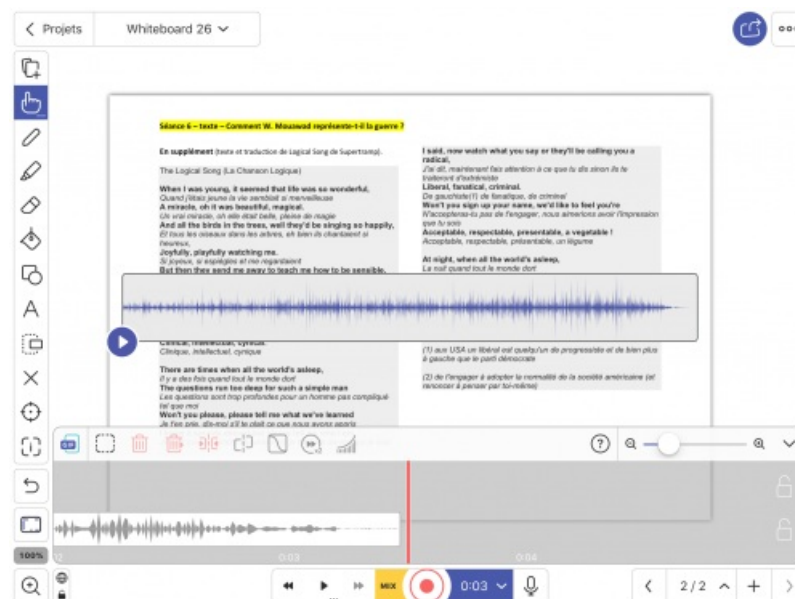 Projets
Whiteboard 26
Séance 6 – texte – Comment W. Mouawad représente-t-il la guerre ?
En supplément (texte et traduction de Logical Song de Supertramp).
The Logical Song (La Chanson Logique)
When I was young, it seemed that life was so wonderful,
Quand j'étais jeune la vie semblait si merveilleuse
A miracle, oh it was beautiful, magical.
Un vrai miracle, oh elle était belle, pleine de magie
And all the birds in the trees, well they'd be singing so happily,
Et tous les oiseaux dans les arbres, eh bien ils chantaient si
heureux,
Joyfully, playfully watching me.
Si joyeux, si espiègles et me regardaient
But then they send me away to teach me how to be sensible,
Clinical, intellectual, cynical.
Clinique, intellectuel, cynique
There are times when all the world's asleep,
Il y a des fois quand tout le monde dort
The questions run too deep for such a simple man
Les questions sont trop profondes pour un homme pas compliqué
tel que moi
Won't you please, please tell me what we've learned
Je t'en prie, dis-moi s'il te plaît ce que nous avons appris
I said, now watch what you say or they'll be calling you a
radical,
J'ai dit, maintenant fais attention à ce que tu dis sinon ils te
traiteront d'extrémiste
Liberal, fanatical, criminal.
De gauchiste(1) de fanatique, de criminel
Won't you sign up your name, we'd like to feel you're
N'accepteras-tu pas de t'engager, nous aimerions avoir l'impression
que tu sois
Acceptable, respectable, presentable, a vegetable !
Acceptable, respectable, présentable, un légume
At night, when all the world's asleep,
La nuit quand tout le monde dort
(1) aux USA un libéral est quelqu'un de progressiste et de bien plus
à gauche que le parti démocrate
(2) de t'engager à adopter la normalité de la société américaine (et
renoncer à penser par toi-même)
0:03
0:04
100%
MIX
0:03
2/2